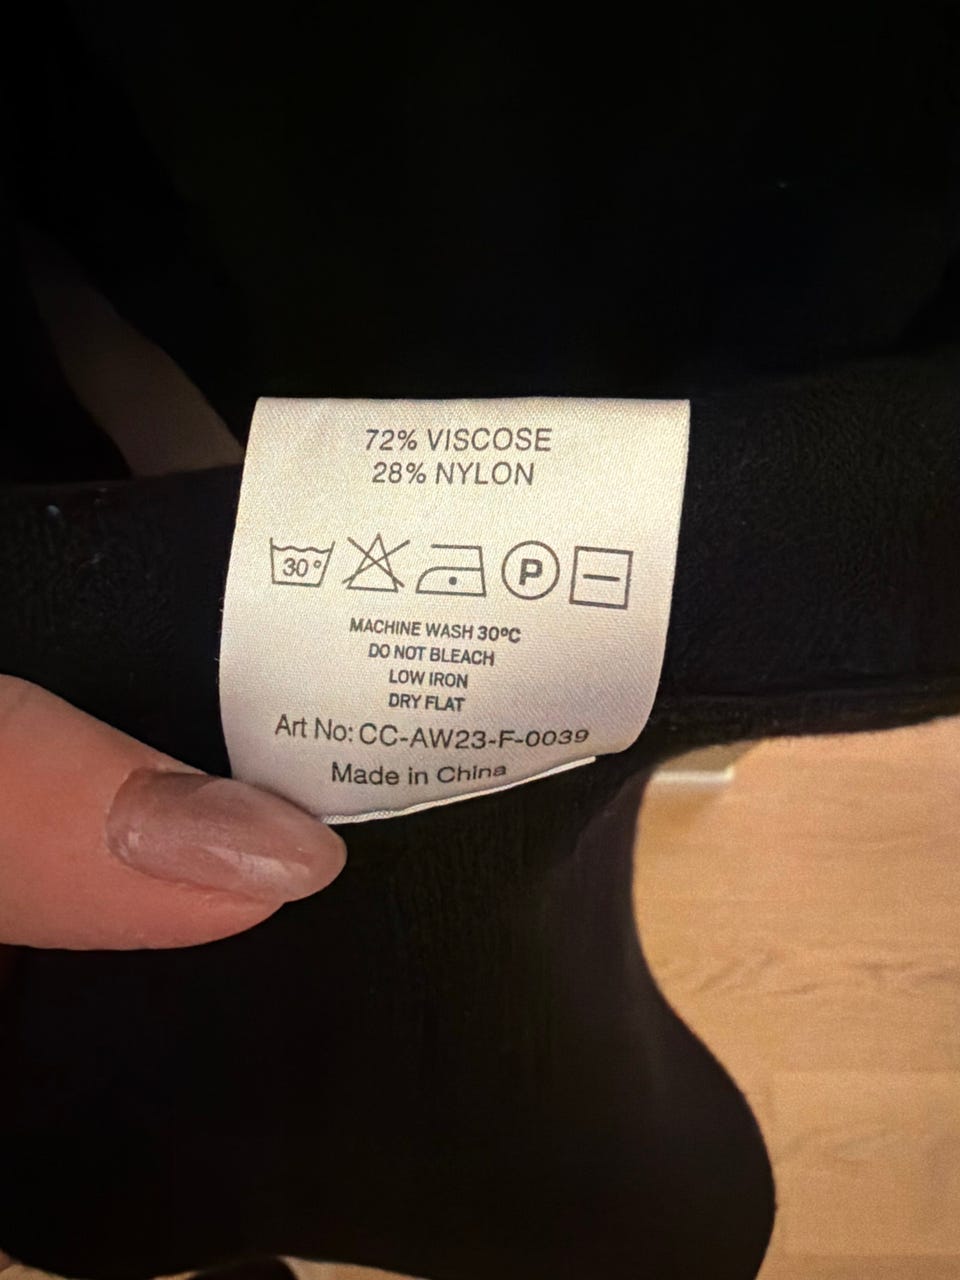 72% VISCOSE
28% NYLON
30°
P
MACHINE WASH 30ºC
DO NOT BLEACH
LOW IRON
DRY FLAT
Art No: CC-AW23-F-0039
Made in China